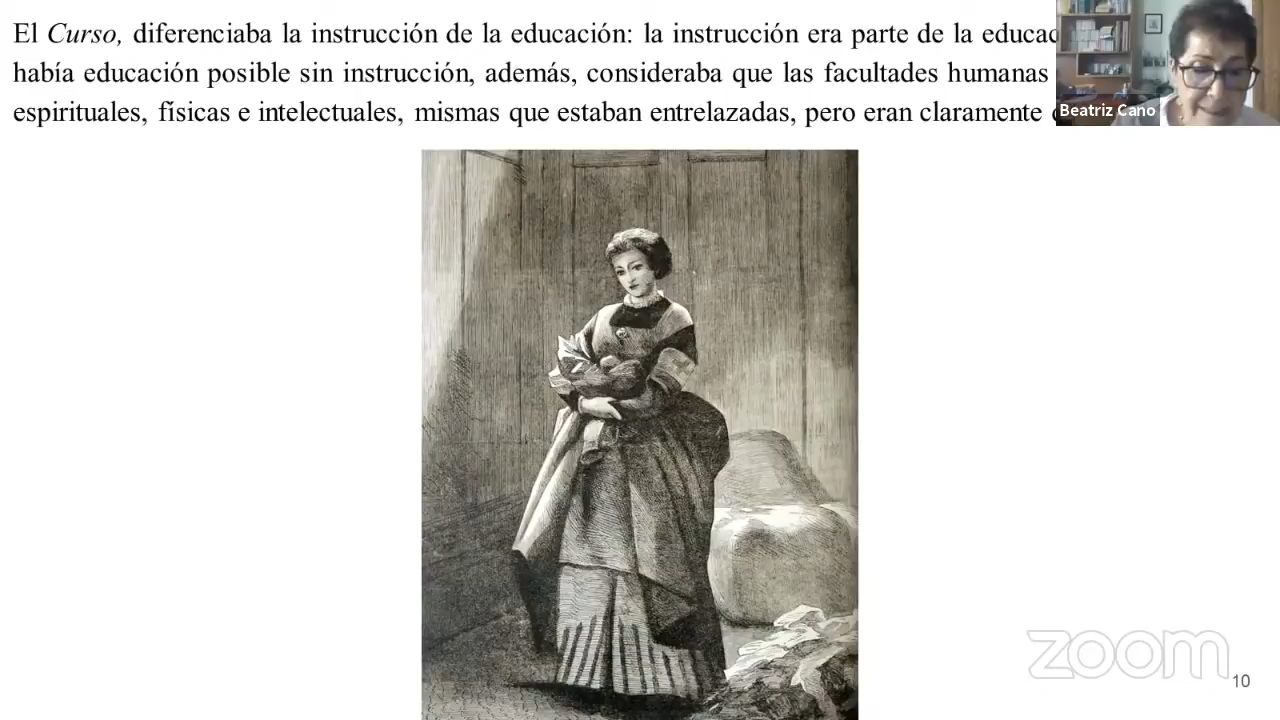 El Curso, diferenciaba la instrucción de la educación: la instrucción era parte de la
había educación posible sin instrucción, además, consideraba que las facultades humanas
espirituales, físicas e intelectuales, mismas que estaban entrelazadas, pero eran claramente
Beatriz Cano
zoom
10